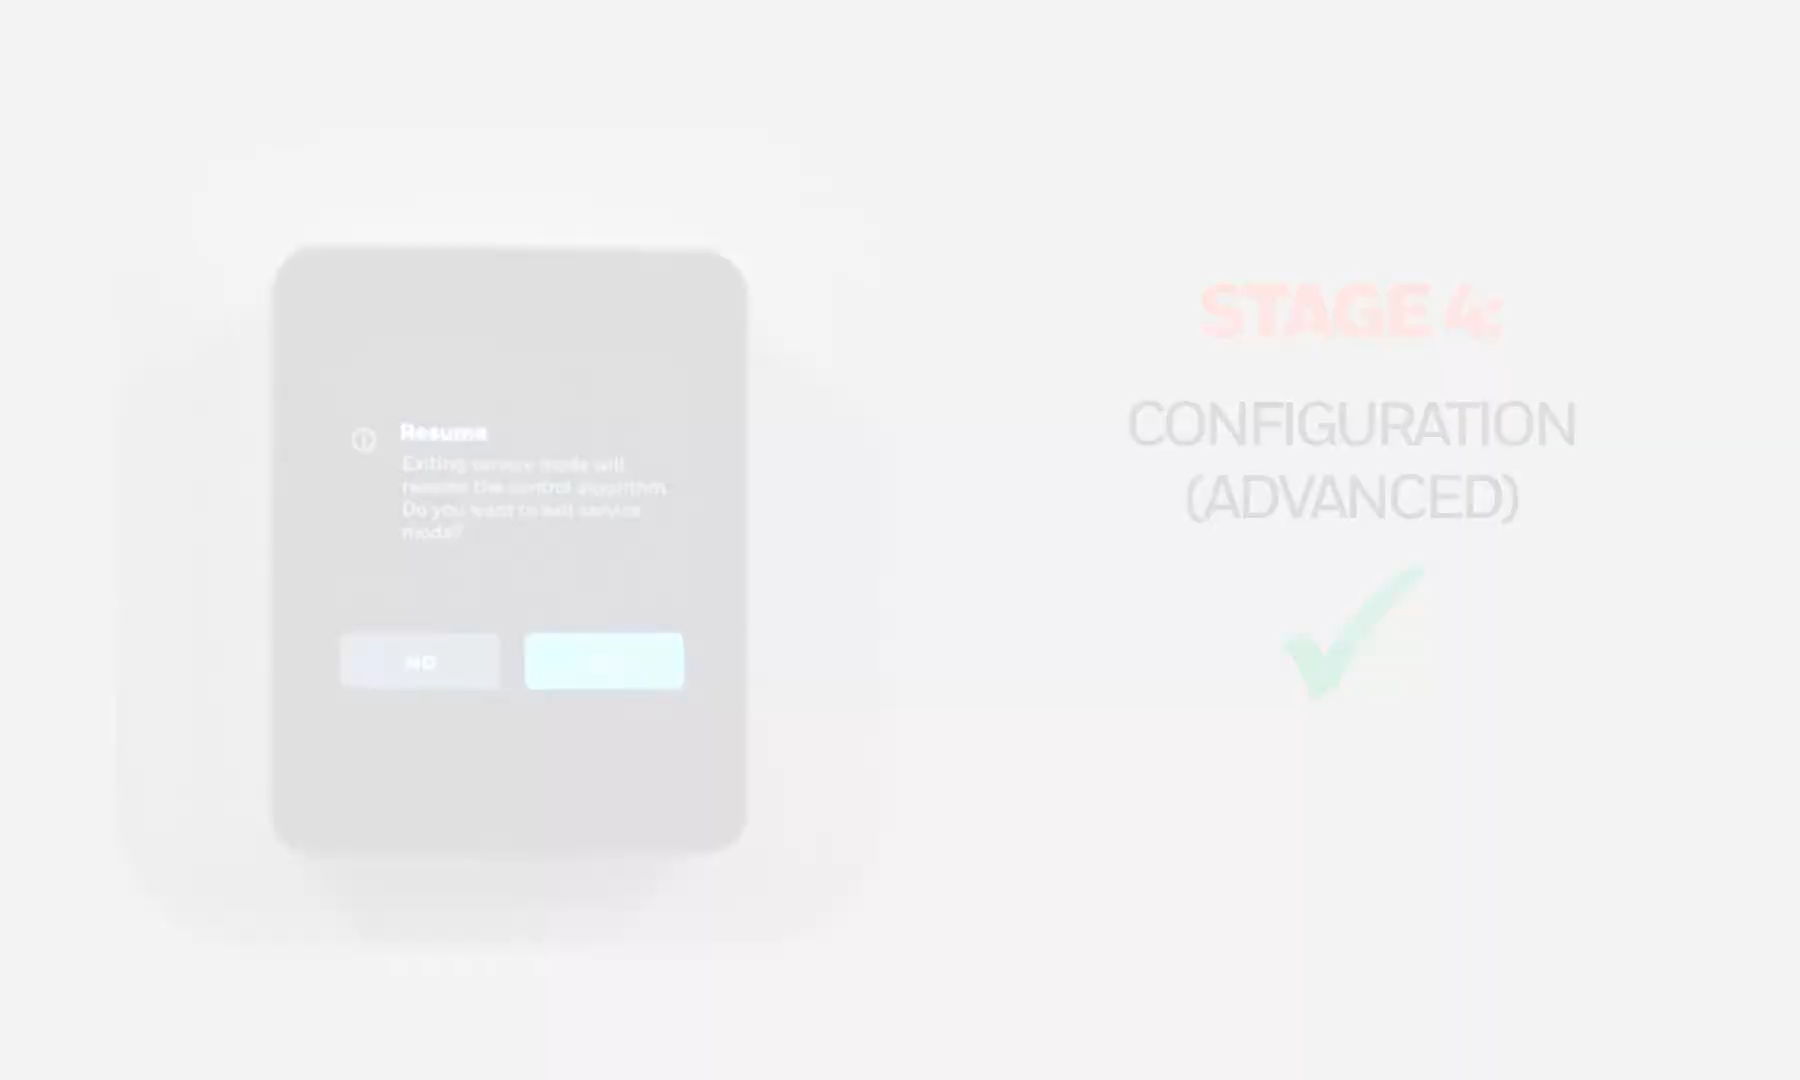 Resume
Exiting service mode will
resume the control algorithm.
Do you want to exit service
mode?
NO
STAGE 4:
CONFIGURATION
(ADVANCED)